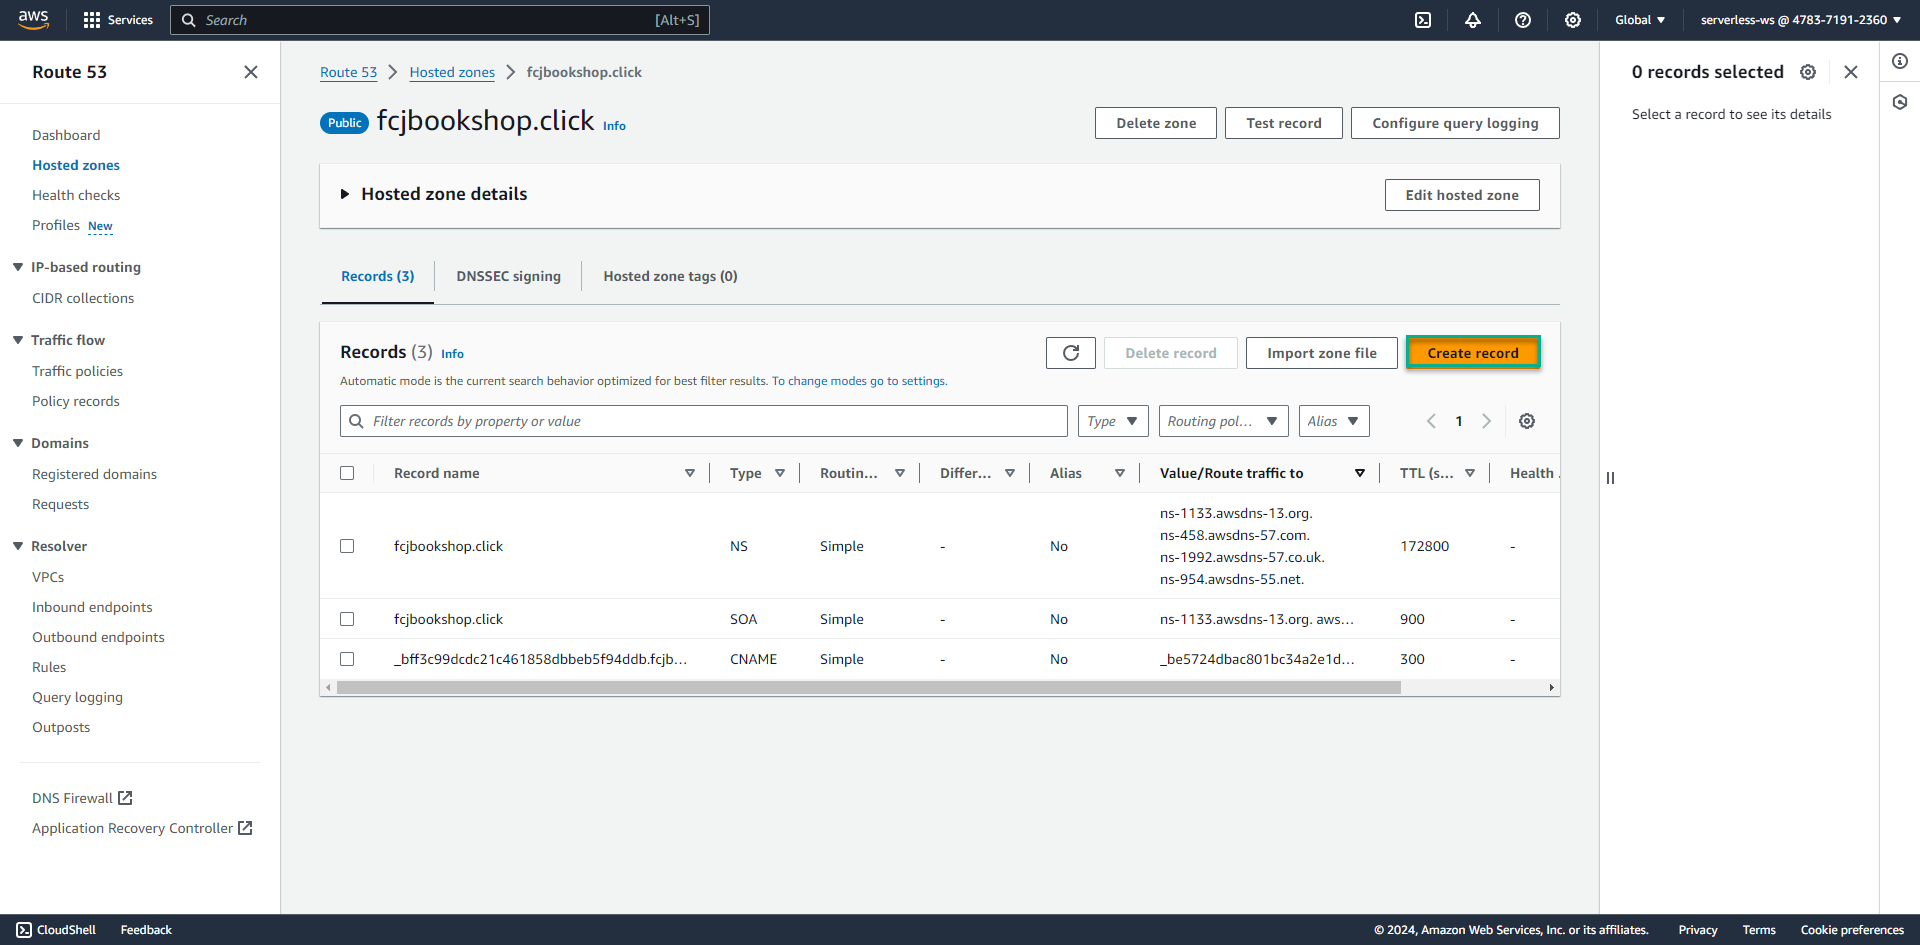 aws Services Search [Alt+S] Global serverless-ws @ 4783-7191-2360
Route 53
Dashboard
Hosted zones
Health checks
Profiles New
IP-based routing
CIDR collections
Traffic flow
Traffic policies
Policy records
Domains
Registered domains
Requests
Resolver
VPCs
Inbound endpoints
Outbound endpoints
Rules
Query logging
Outposts
DNS Firewall
Application Recovery Controller
Route 53 Hosted zones fcjbookshop.click
Public fcjbookshop.click Info Delete zone Test record Configure query logging
Hosted zone details Edit hosted zone
Records (3) DNSSEC signing Hosted zone tags (0)
Records (3) Info Delete record Import zone file Create record
Automatic mode is the current search behavior optimized for best filter results. To change modes go to settings.
Filter records by property or value Type Routing pol... Alias 1
Record name Type Routin... Differ... Alias Value/Route traffic to TTL (s... Health .
fcjbookshop.click NS Simple - No ns-1133.awsdns-13.org.
ns-458.awsdns-57.com.
ns-1992.awsdns-57.co.uk.
ns-954.awsdns-55.net. 172800 -
fcjbookshop.click SOA Simple - No ns-1133.awsdns-13.org. aws... 900 -
_bff3c99dcdc21c461858dbbeb5f94ddb.fcjb... CNAME Simple - No _be5724dbac801bc34a2e1d... 300 -
0 records selected
Select a record to see its details
CloudShell Feedback © 2024, Amazon Web Services, Inc. or its affiliates. Privacy Terms Cookie preferences